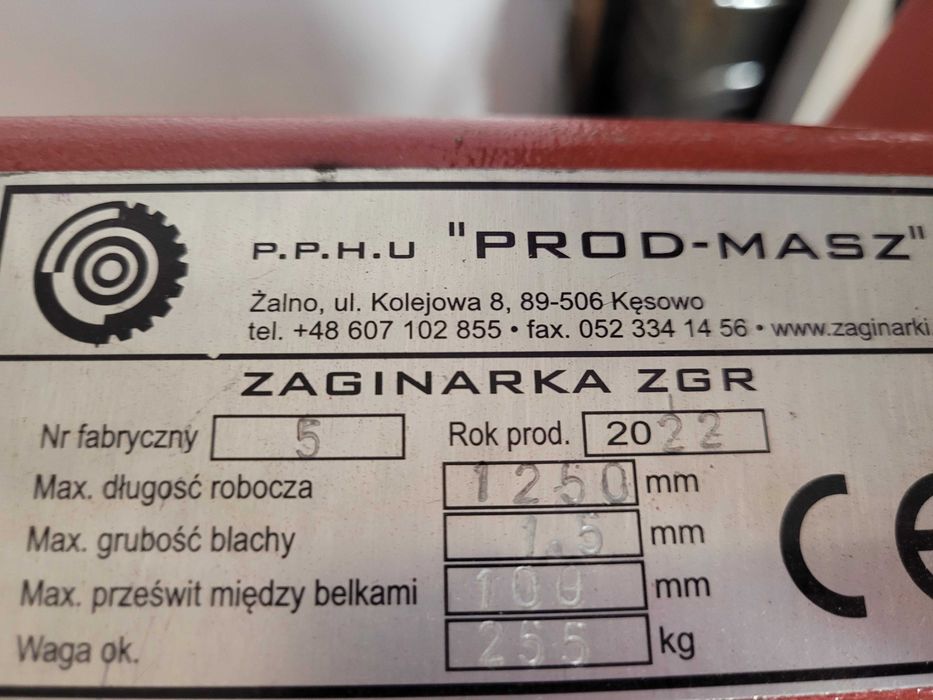 P.P.H.U "PROD-MASZ"
Żalno, ul. Kolejowa 8, 89-506 Kęsowo
tel. +48 607 102 855 • fax. 052 334 14 56 • www.zaginarki
ZAGINARKA ZGR
Nr fabryczny 5 Rok prod. 2022
Max. długość robocza 1250 mm
Max. grubość blachy 1.5 mm
Max. prześwit między belkami 100 mm
Waga ok. 255 kg
CE